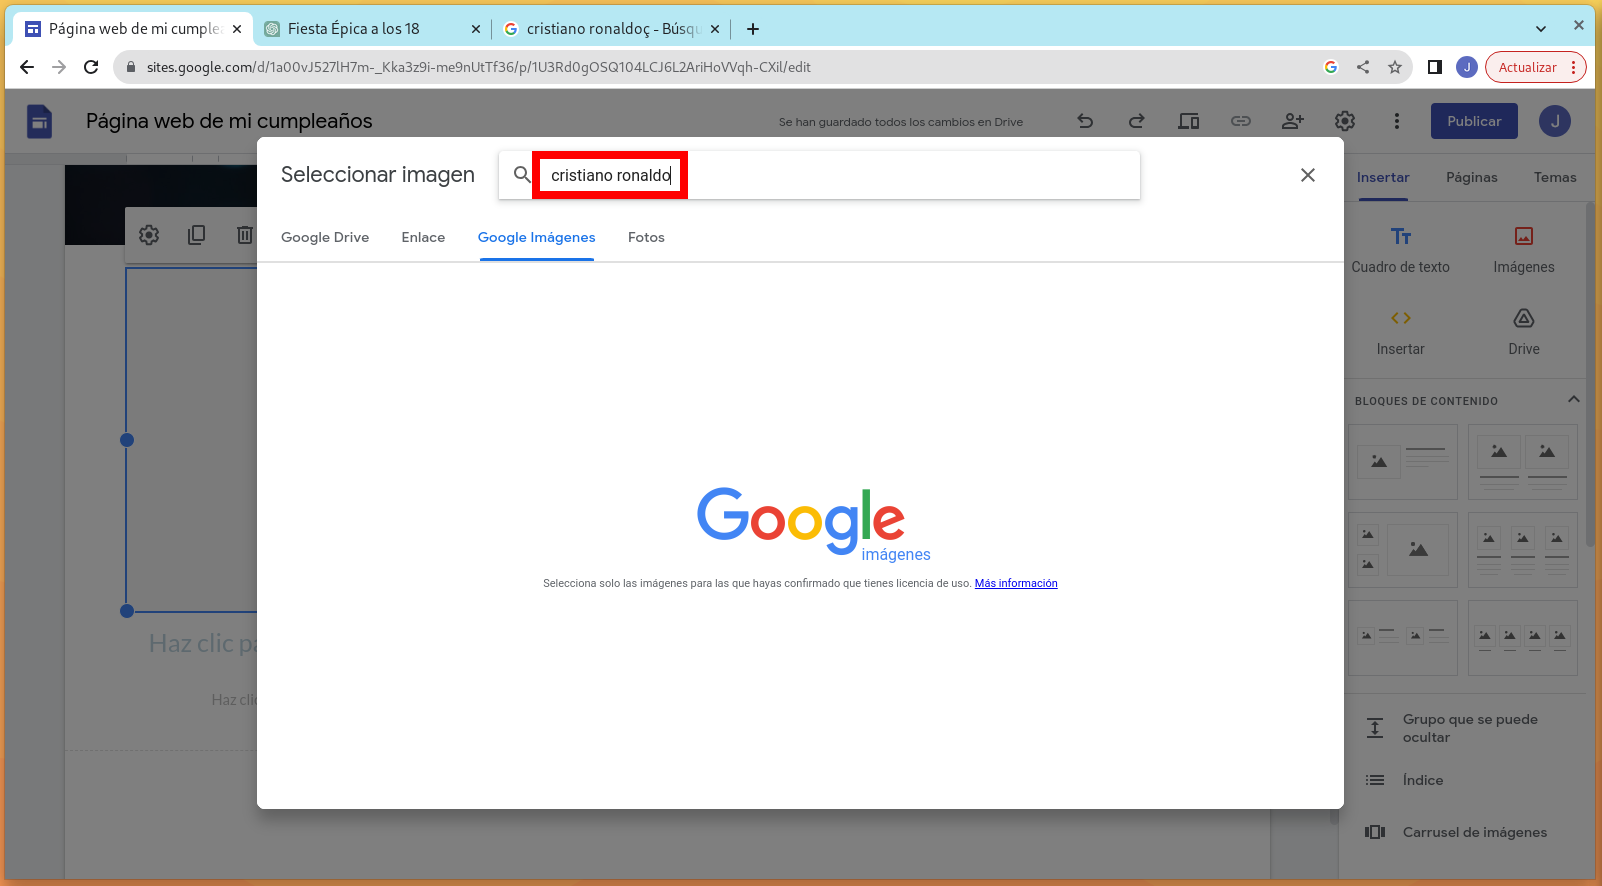 Página web de mi cumplea
Fiesta Épica a los 18
cristiano ronaldoç - Búsqu
sites.google.com/d/1a00vJ527lH7m-_Kka3z9i-me9nUtTf36/p/1U3Rd0gOSQ104LCJ6L2AriHoVVqh-CXil/edit
J
Actualizar
Página web de mi cumpleaños
Se han guardado todos los cambios en Drive
Publicar
J
Seleccionar imagen
cristiano ronaldo
Google Drive
Enlace
Google Imágenes
Fotos
Insertar
Páginas
Temas
Cuadro de texto
Imágenes
Insertar
Drive
BLOQUES DE CONTENIDO
Google
imágenes
Selecciona solo las imágenes para las que hayas confirmado que tienes licencia de uso. Más información
Haz clic pa
Haz clic
Grupo que se puede
ocultar
Índice
Carrusel de imágenes